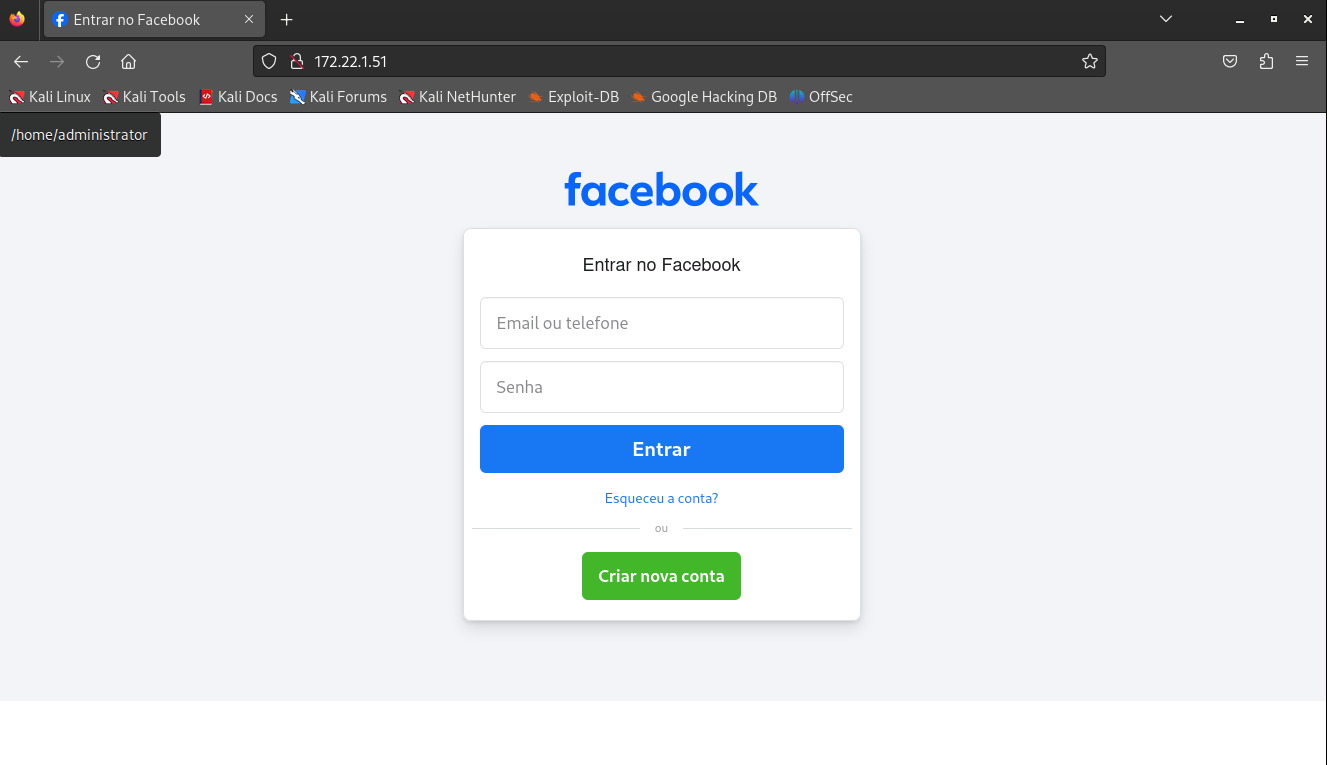 Entrar no Facebook
172.22.1.51
Kali Linux Kali Tools Kali Docs Kali Forums Kali NetHunter Exploit-DB Google Hacking DB OffSec
/home/administrator
facebook
Entrar no Facebook
Email ou telefone
Senha
Entrar
Esqueceu a conta?
ou
Criar nova conta